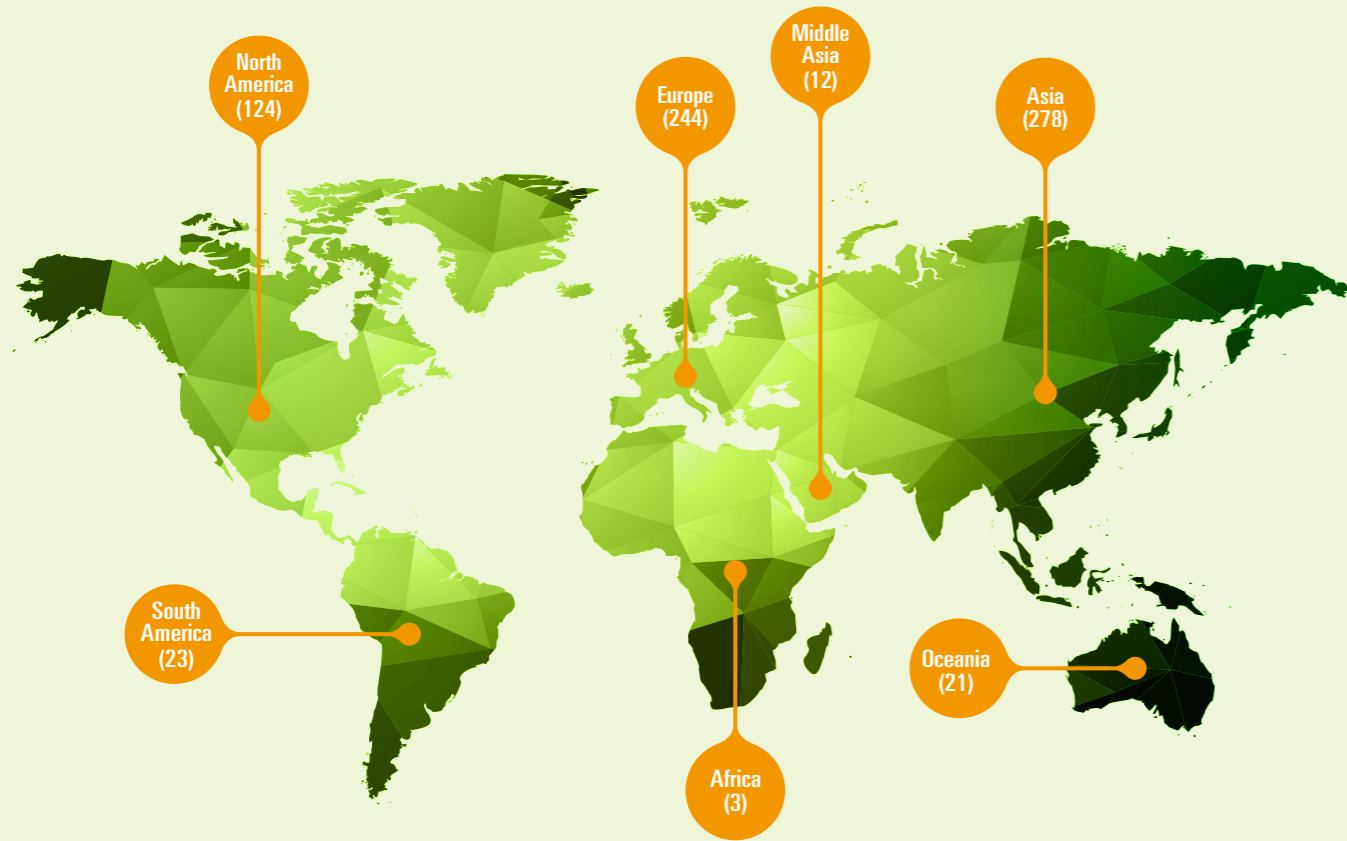 North
America
(124)
Europe
(244)
Middle
Asia
(12)
Asia
(278)
South
America
(23)
Oceania
(21)
Africa
(3)